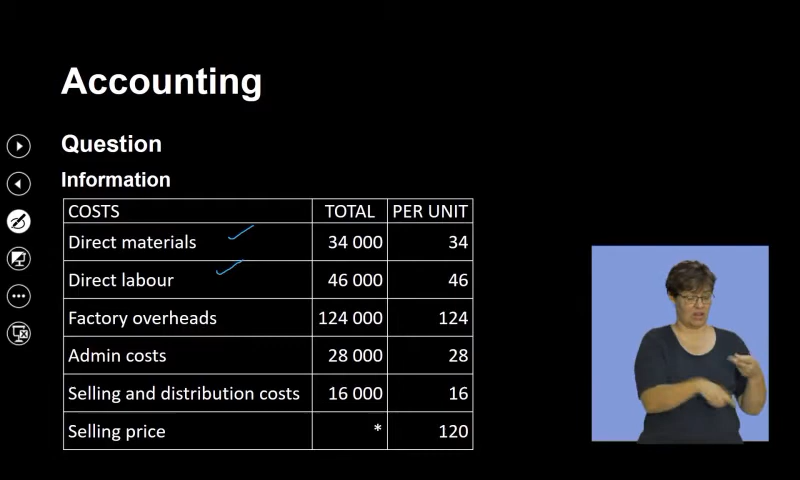 Accounting
Question
Information
COSTS TOTAL PER UNIT
Direct materials 34 000 34
Direct labour 46 000 46
Factory overheads 124 000 124
Admin costs 28 000 28
Selling and distribution costs 16 000 16
Selling price * 120